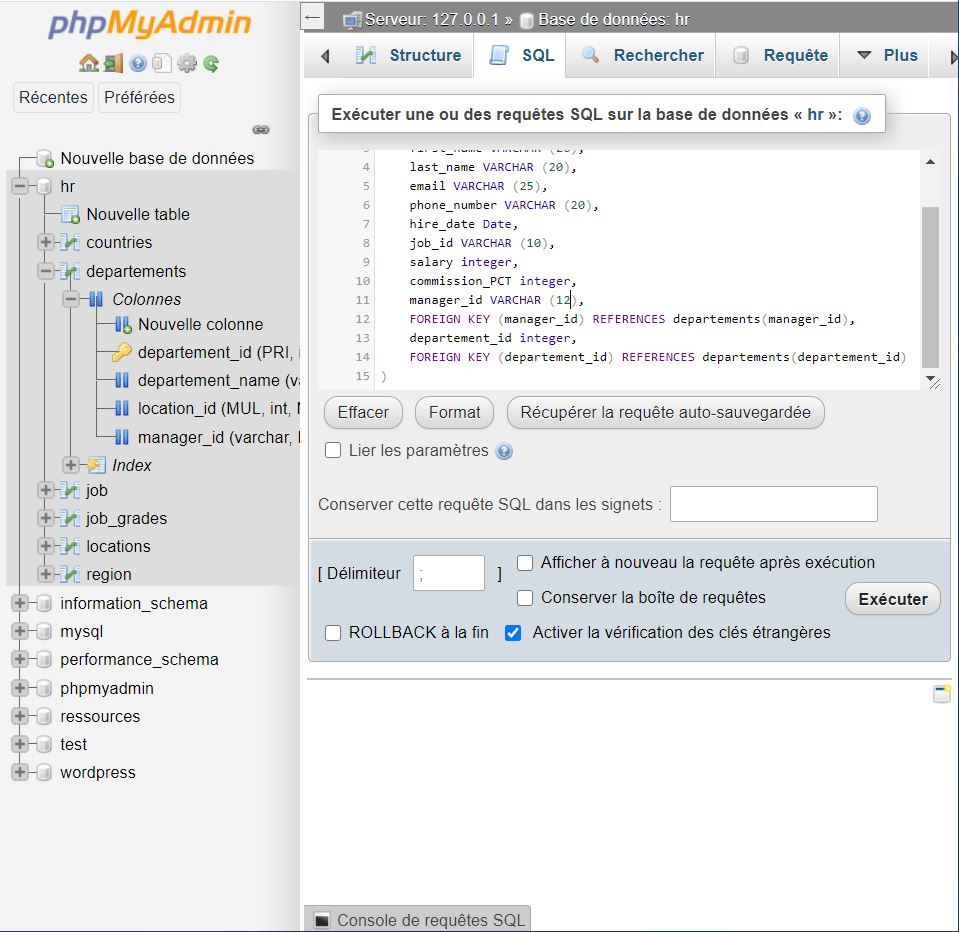 phpMyAdmin
Récentes Préférées
Nouvelle base de données
hr
Nouvelle table
countries
departements
Colonnes
Nouvelle colonne
departement_id (PRI, i
departement_name (va
location_id (MUL, int, N
manager_id (varchar,
Index
job
job_grades
locations
region
information_schema
mysql
performance_schema
phpmyadmin
ressources
test
wordpress
← Serveur: 127.0.0.1 » Base de données: hr
Structure SQL Rechercher Requête Plus
Exécuter une ou des requêtes SQL sur la base de données « hr »:
3 first_name VARCHAR (20),
4 last_name VARCHAR (20),
5 email VARCHAR (25),
6 phone_number VARCHAR (20),
7 hire_date Date,
8 job_id VARCHAR (10),
9 salary integer,
10 commission_PCT integer,
11 manager_id VARCHAR (12),
12 FOREIGN KEY (manager_id) REFERENCES departements(manager_id),
13 departement_id integer,
14 FOREIGN KEY (departement_id) REFERENCES departements(departement_id)
15 )
Effacer Format Récupérer la requête auto-sauvegardée
Lier les paramètres
Conserver cette requête SQL dans les signets :
[ Délimiteur ; ]
Afficher à nouveau la requête après exécution
Conserver la boîte de requêtes
ROLLBACK à la fin
Activer la vérification des clés étrangères
Exécuter
Console de requêtes SQL